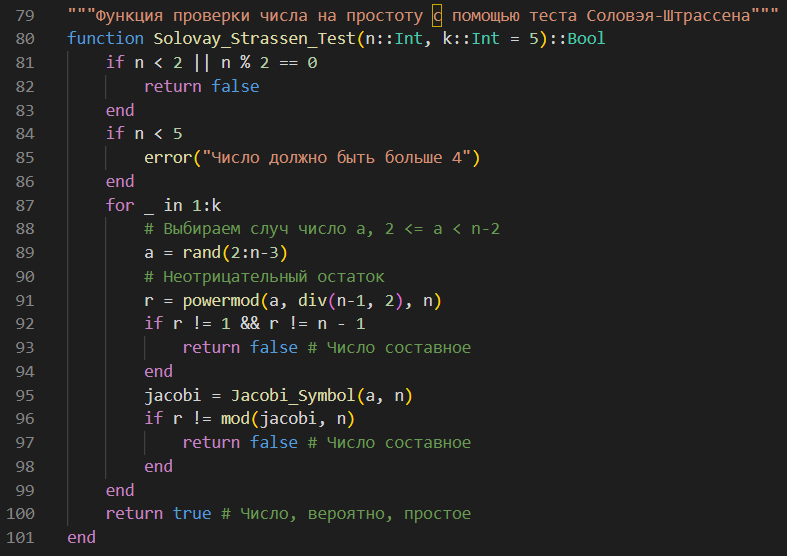 79 """Функция проверки числа на простоту с помощью теста Соловэя-Штрассена"""
80 function Solovay_Strassen_Test(n::Int, k::Int = 5)::Bool
81     if n < 2 || n % 2 == 0
82         return false
83     end
84     if n < 5
85         error("Число должно быть больше 4")
86     end
87     for _ in 1:k
88         # Выбираем случ число a, 2 <= a < n-2
89         a = rand(2:n-3)
90         # Неотрицательный остаток
91         r = powermod(a, div(n-1, 2), n)
92         if r != 1 && r != n - 1
93             return false # Число составное
94         end
95         jacobi = Jacobi_Symbol(a, n)
96         if r != mod(jacobi, n)
97             return false # Число составное
98         end
99     end
100     return true # Число, вероятно, простое
101 end